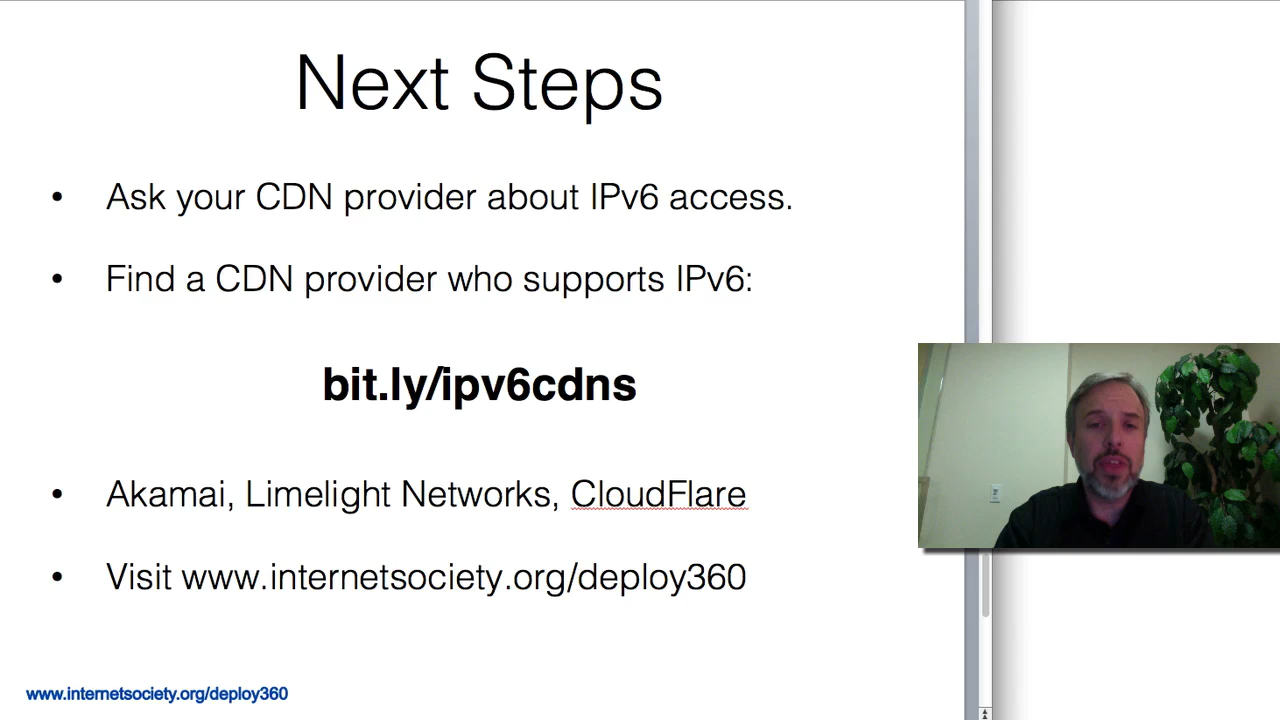 Next Steps
• Ask your CDN provider about IPv6 access.
• Find a CDN provider who supports IPv6:
bit.ly/ipv6cdns
• Akamai, Limelight Networks, CloudFlare
• Visit www.internetsociety.org/deploy360
www.internetsociety.org/deploy360